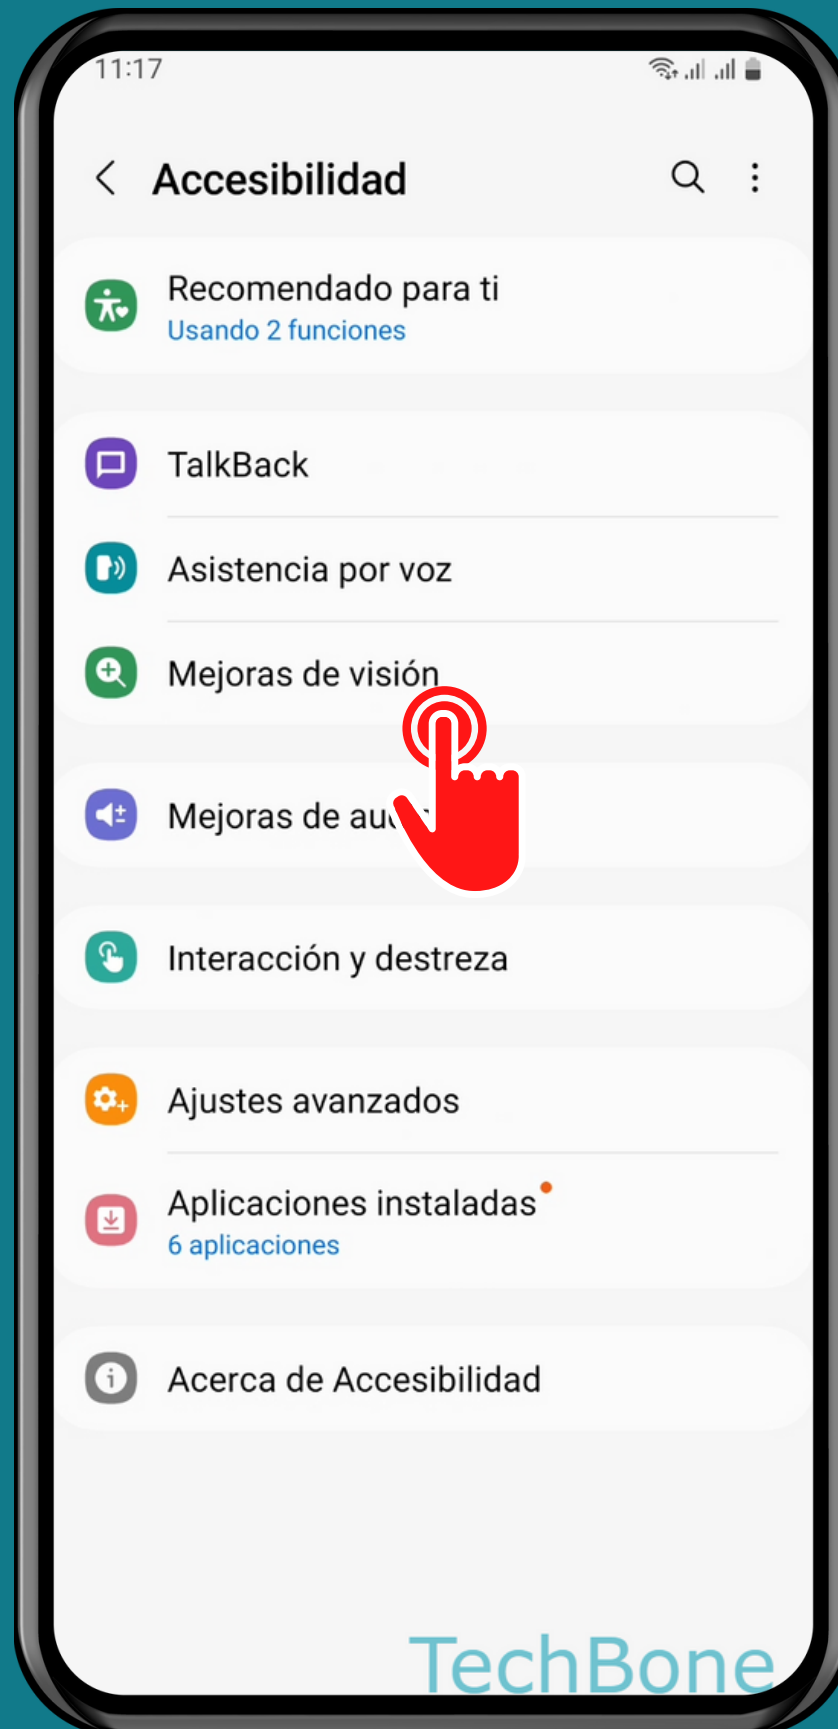 11:17
Accesibilidad
Recomendado para ti
Usando 2 funciones
TalkBack
Asistencia por voz
Mejoras de visión
Mejoras de
Interacción y destreza
Ajustes avanzados
Aplicaciones instaladas
6 aplicaciones
Acerca de Accesibilidad
TechBone